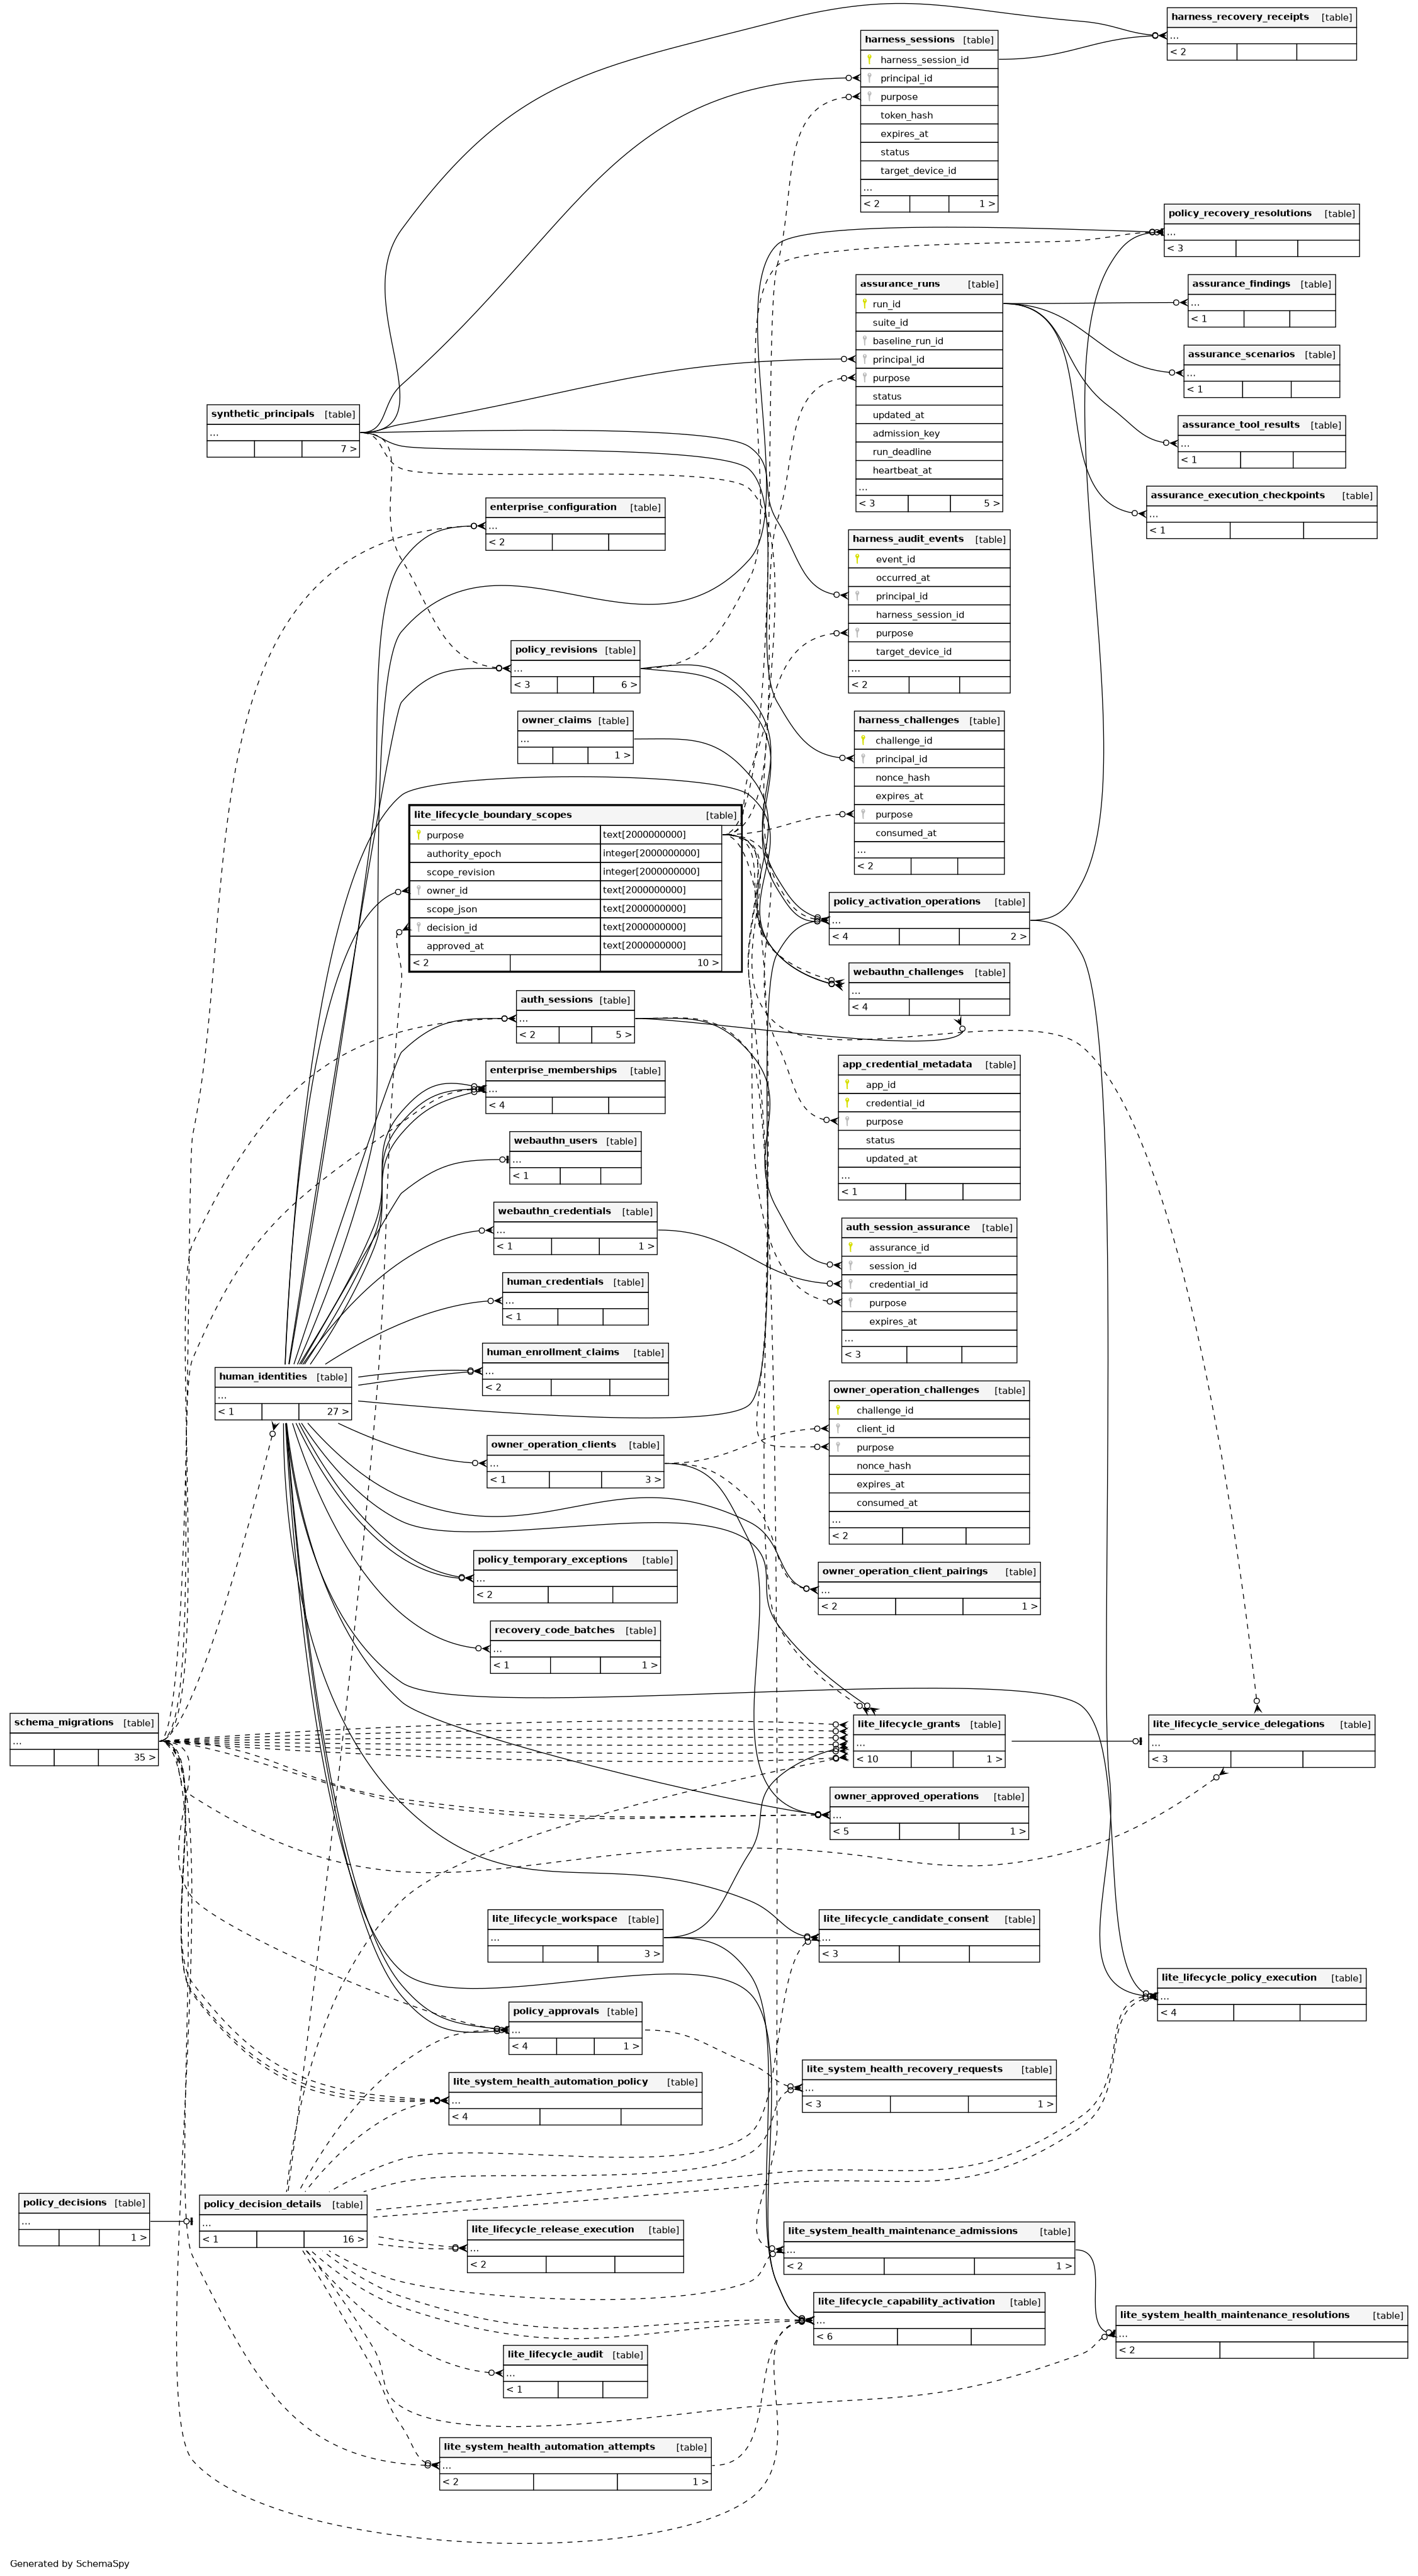 harness_recovery_receipts [table]
...
< 2
harness_sessions [table]
harness_session_id
principal_id
purpose
token_hash
expires_at
status
target_device_id
...
< 2 1 >
policy_recovery_resolutions [table]
...
< 3
assurance_runs [table]
run_id
suite_id
baseline_run_id
principal_id
purpose
status
updated_at
admission_key
run_deadline
heartbeat_at
...
< 3 5 >
assurance_findings [table]
...
< 1
assurance_scenarios [table]
...
< 1
assurance_tool_results [table]
...
< 1
assurance_execution_checkpoints [table]
...
< 1
synthetic_principals [table]
...
7 >
enterprise_configuration [table]
...
< 2
harness_audit_events [table]
event_id
occurred_at
principal_id
harness_session_id
purpose
target_device_id
...
< 2
policy_revisions [table]
...
< 3 6 >
owner_claims [table]
...
1 >
harness_challenges [table]
challenge_id
principal_id
nonce_hash
expires_at
purpose
consumed_at
...
< 2
lite_lifecycle_boundary_scopes [table]
purpose text[2000000000]
authority_epoch integer[2000000000]
scope_revision integer[2000000000]
owner_id text[2000000000]
scope_json text[2000000000]
decision_id text[2000000000]
approved_at text[2000000000]
< 2 10 >
policy_activation_operations [table]
...
< 4 2 >
webauthn_challenges [table]
...
< 4
auth_sessions [table]
...
< 2 5 >
enterprise_memberships [table]
...
< 4
app_credential_metadata [table]
app_id
credential_id
purpose
status
updated_at
...
< 1
webauthn_users [table]
...
< 1
webauthn_credentials [table]
...
< 1 1 >
auth_session_assurance [table]
assurance_id
session_id
credential_id
purpose
expires_at
...
< 3
human_credentials [table]
...
< 1
human_enrollment_claims [table]
...
< 2
human_identities [table]
...
< 1 27 >
owner_operation_challenges [table]
challenge_id
client_id
purpose
nonce_hash
expires_at
consumed_at
...
< 2
owner_operation_clients [table]
...
< 1 3 >
policy_temporary_exceptions [table]
...
< 2
owner_operation_client_pairings [table]
...
< 2 1 >
recovery_code_batches [table]
...
< 1 1 >
schema_migrations [table]
...
35 >
lite_lifecycle_grants [table]
...
< 10 1 >
lite_lifecycle_service_delegations [table]
...
< 3
owner_approved_operations [table]
...
< 5 1 >
lite_lifecycle_workspace [table]
...
3 >
lite_lifecycle_candidate_consent [table]
...
< 3
lite_lifecycle_policy_execution [table]
...
< 4
policy_approvals [table]
...
< 4 1 >
lite_system_health_recovery_requests [table]
...
< 3 1 >
lite_system_health_automation_policy [table]
...
< 4
policy_decisions [table]
...
1 >
policy_decision_details [table]
...
< 1 16 >
lite_lifecycle_release_execution [table]
...
< 2
lite_system_health_maintenance_admissions [table]
...
< 2 1 >
lite_lifecycle_capability_activation [table]
...
< 6
lite_system_health_maintenance_resolutions [table]
...
< 2
lite_lifecycle_audit [table]
...
< 1
lite_system_health_automation_attempts [table]
...
< 2 1 >
Generated by SchemaSpy